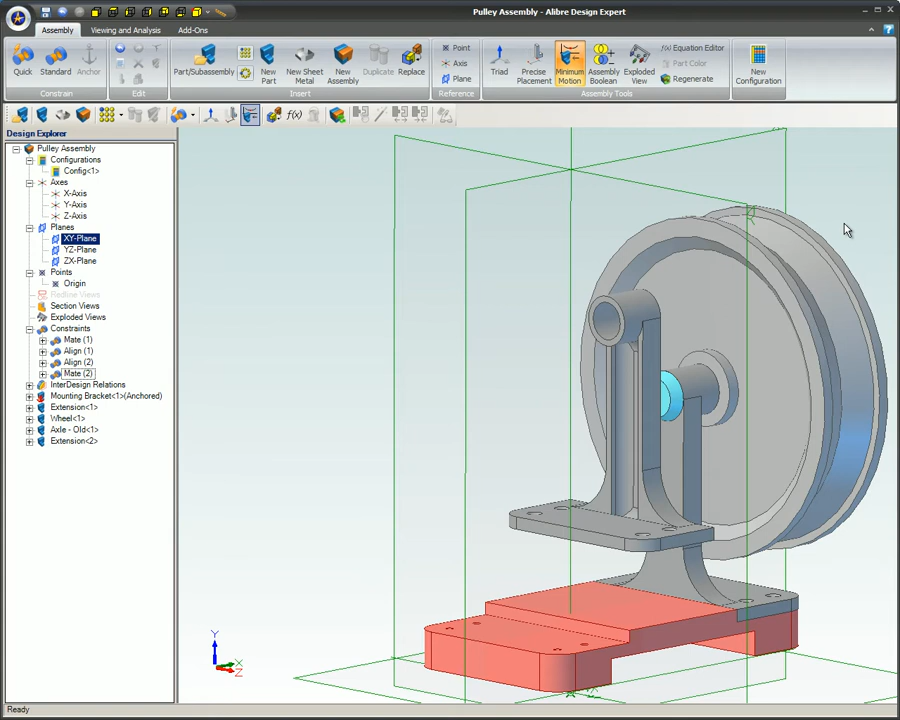 Pulley Assembly - Alibre Design Expert
Assembly
Viewing and Analysis
Add-Ons
Quick
Standard
Anchor
Constrain
Edit
Part/Subassembly
New Part
New Sheet Metal
New Assembly
Duplicate
Replace
Insert
Point
Axis
Plane
Reference
Triad
Precise Placement
Minimum Motion
Assembly Boolean
Exploded View
Equation Editor
Part Color
Regenerate
Assembly Tools
New Configuration
f(x)
Design Explorer
Pulley Assembly
Configurations
Config<1>
Axes
X-Axis
Y-Axis
Z-Axis
Planes
XY-Plane
YZ-Plane
ZX-Plane
Points
Origin
Redline Views
Section Views
Exploded Views
Constraints
Mate (1)
Align (1)
Align (2)
Mate (2)
InterDesign Relations
Mounting Bracket<1>(Anchored)
Extension<1>
Wheel<1>
Axle - Old<1>
Extension<2>
Y
X
Z
Ready